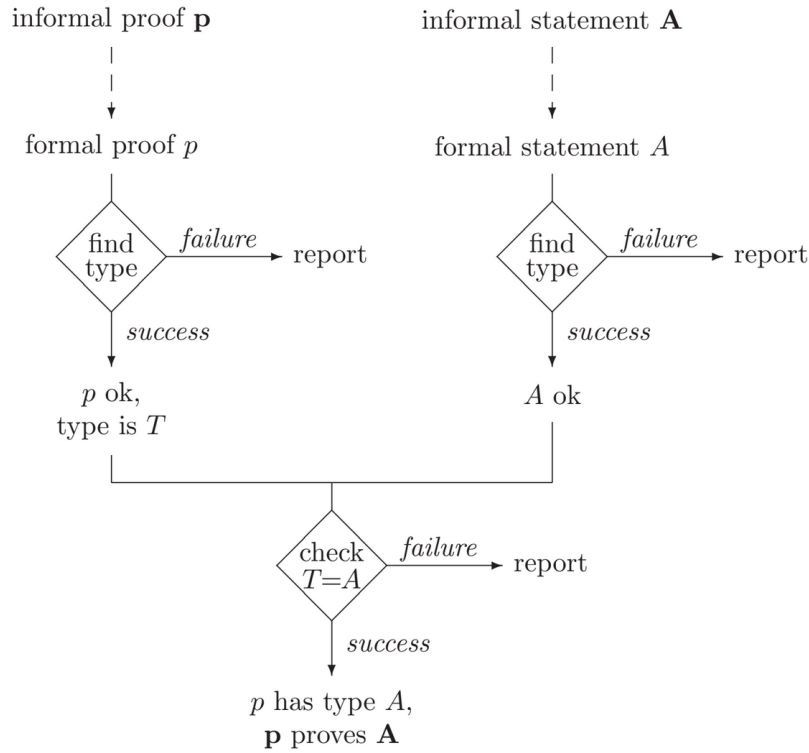 informal proof p
informal statement A
formal proof p
formal statement A
find
type
failure
report
find
type
failure
report
success
success
p ok,
type is T
A ok
check
T=A
failure
report
success
p has type A,
p proves A